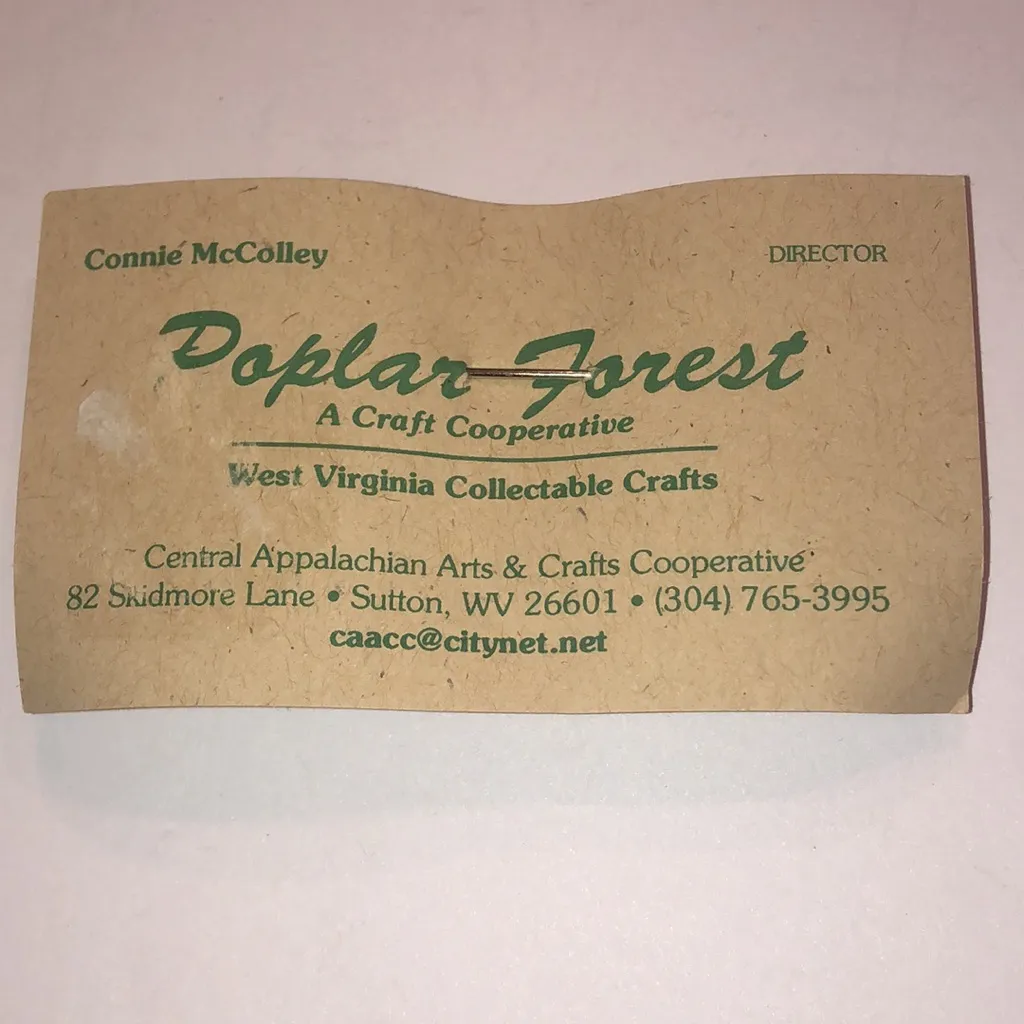 Connie McColley DIRECTOR
Poplar Forest
A Craft Cooperative
West Virginia Collectable Crafts
Central Appalachian Arts & Crafts Cooperative
82 Skidmore Lane • Sutton, WV 26601 • (304) 765-3995
caacc@citynet.net